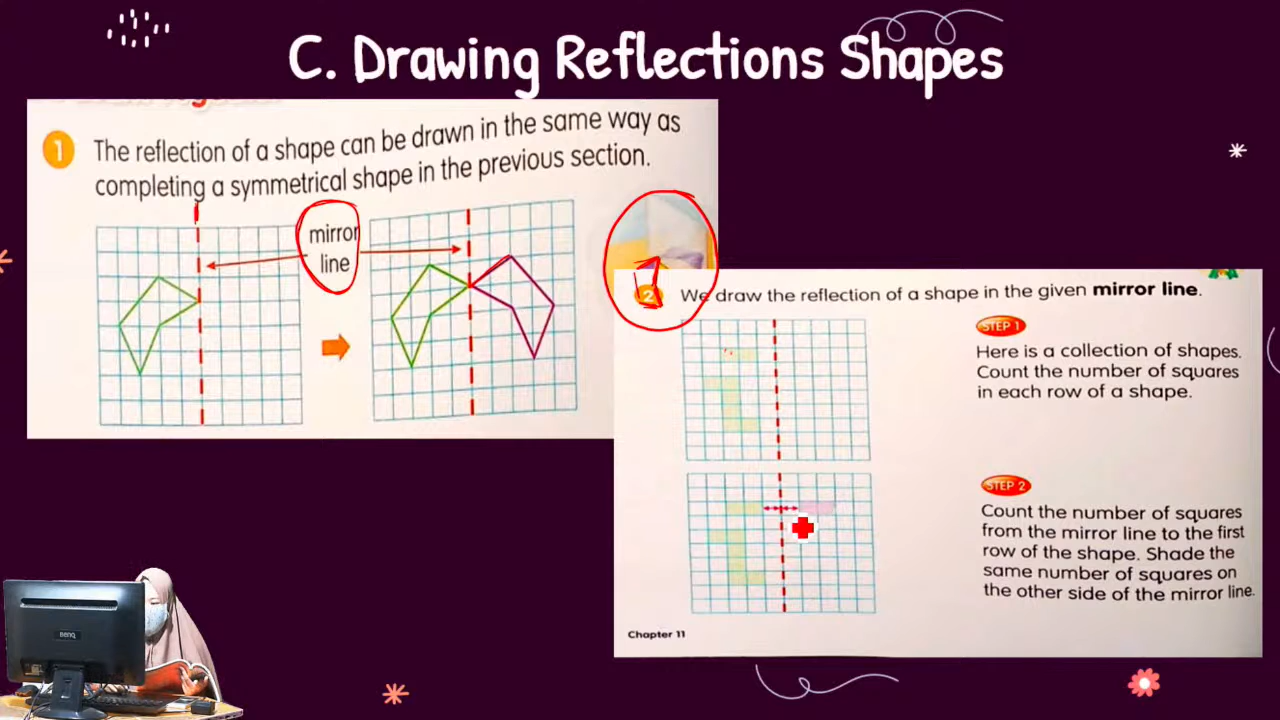 C. Drawing Reflections Shapes
1
The reflection of a shape can be drawn in the same way as
completing a symmetrical shape in the previous section.
mirror
line
2
We draw the reflection of a shape in the given mirror line.
STEP 1
Here is a collection of shapes.
Count the number of squares
in each row of a shape.
STEP 2
Count the number of squares
from the mirror line to the first
row of the shape. Shade the
same number of squares on
the other side of the mirror line.
Chapter 11
BenQ